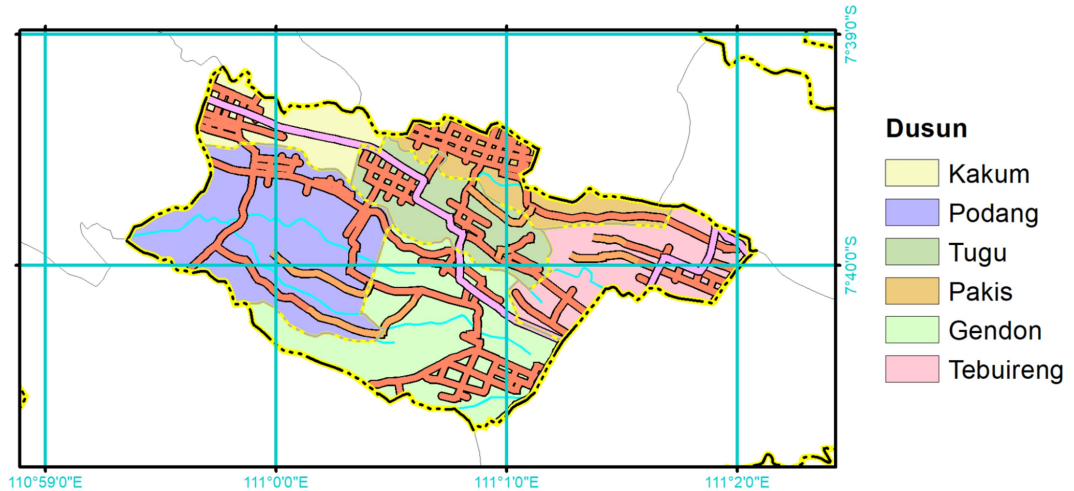 7°39'0"S
Dusun
Kakum
Podang
Tugu
7°40'0"S
Pakis
Gendon
Tebuireng
110°59'0"E
111°0'0"E
111°1'0"E
111°2'0"E